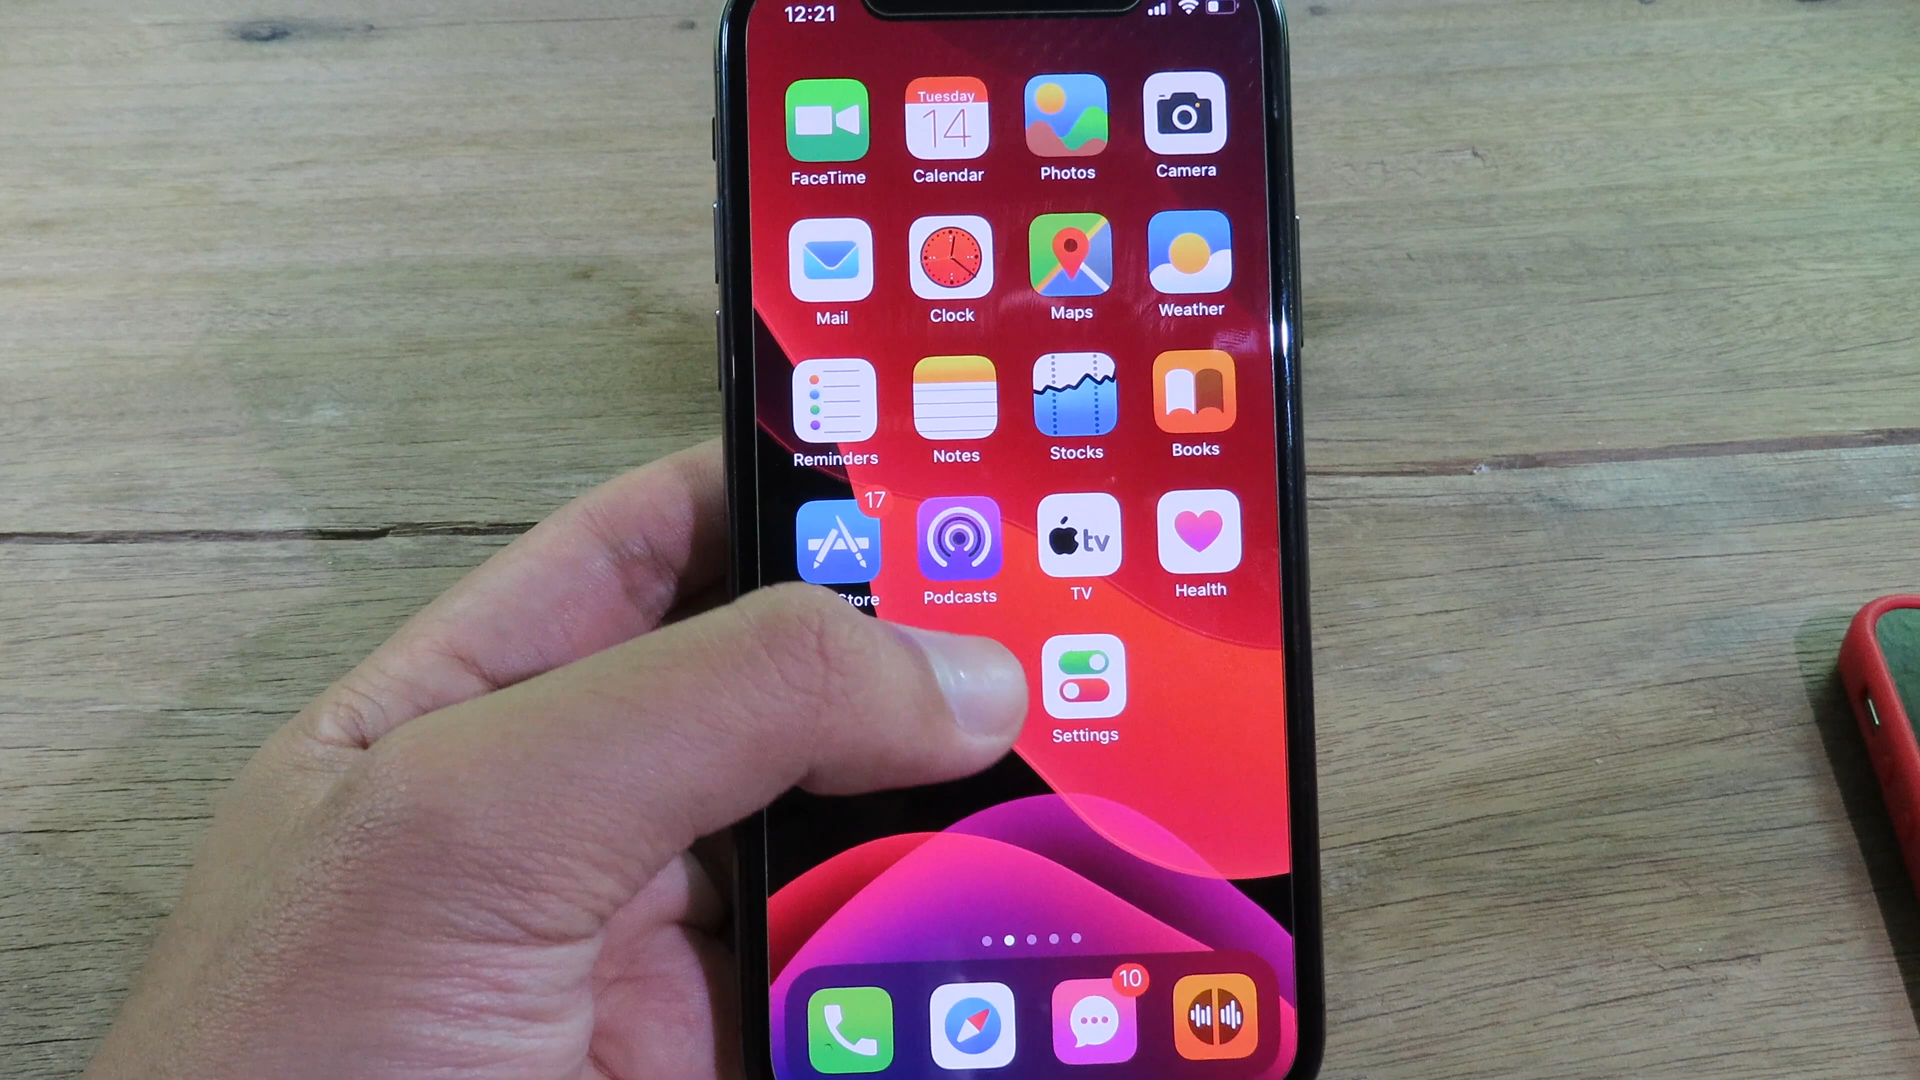 12:21
Tuesday
14
FaceTime
Calendar
Photos
Camera
Mail
Clock
Maps
Weather
Reminders
Notes
Stocks
Books
17
tv
Store
Podcasts
TV
Health
Settings
10